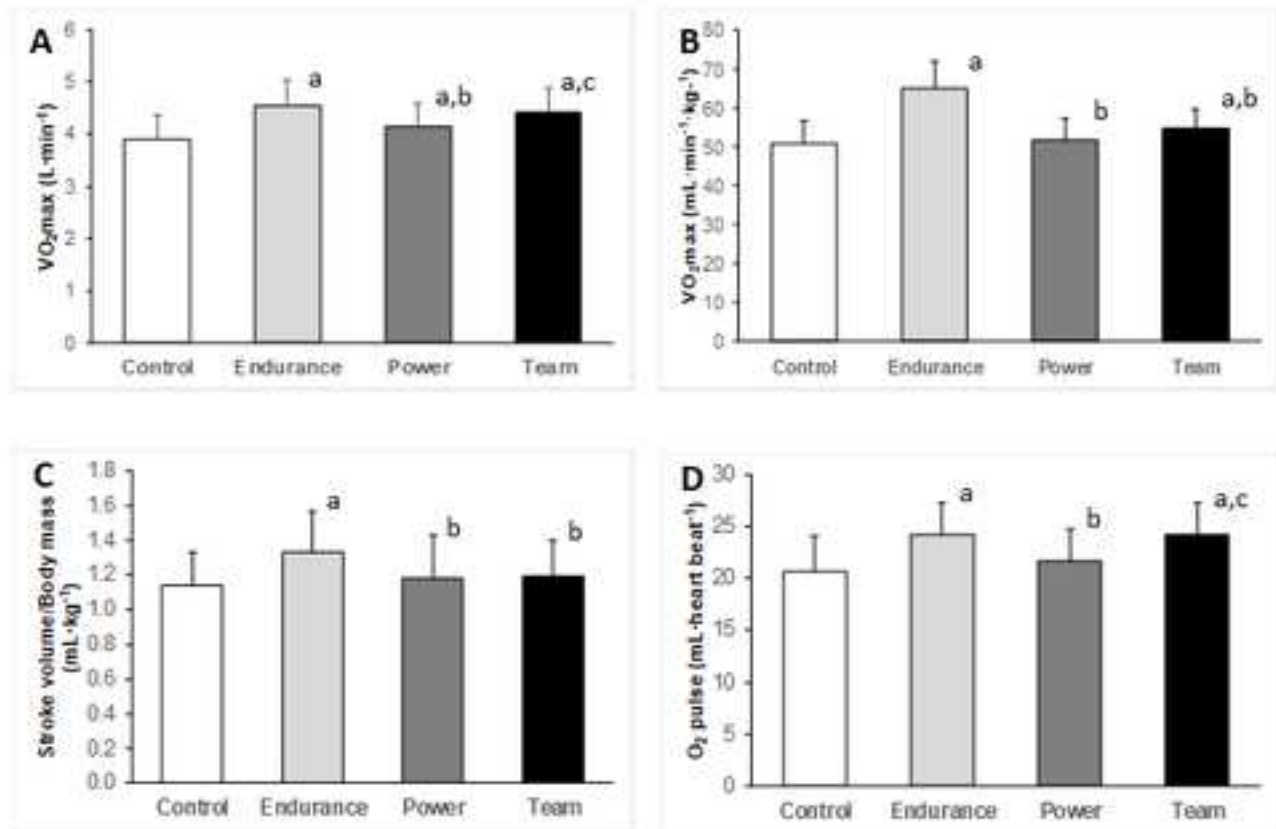 A
VO₂max (L·min⁻¹)
6
5
4
3
2
1
0
a
a,b
a,c
Control Endurance Power Team
B
VO₂max (mL·min⁻¹·kg-¹)
80
70
60
50
40
30
20
10
0
a
b
a,b
Control Endurance Power Team
C
Stroke volume/Body mass
(mL·kg⁻¹)
1.8
1.6
1.4
1.2
1.0
0.8
0.6
0.4
0.2
0.0
a
b
b
Control Endurance Power Team
D
O₂ pulse (mL·heart beat⁻¹)
30
25
20
15
10
5
0
a
b
a,c
Control Endurance Power Team